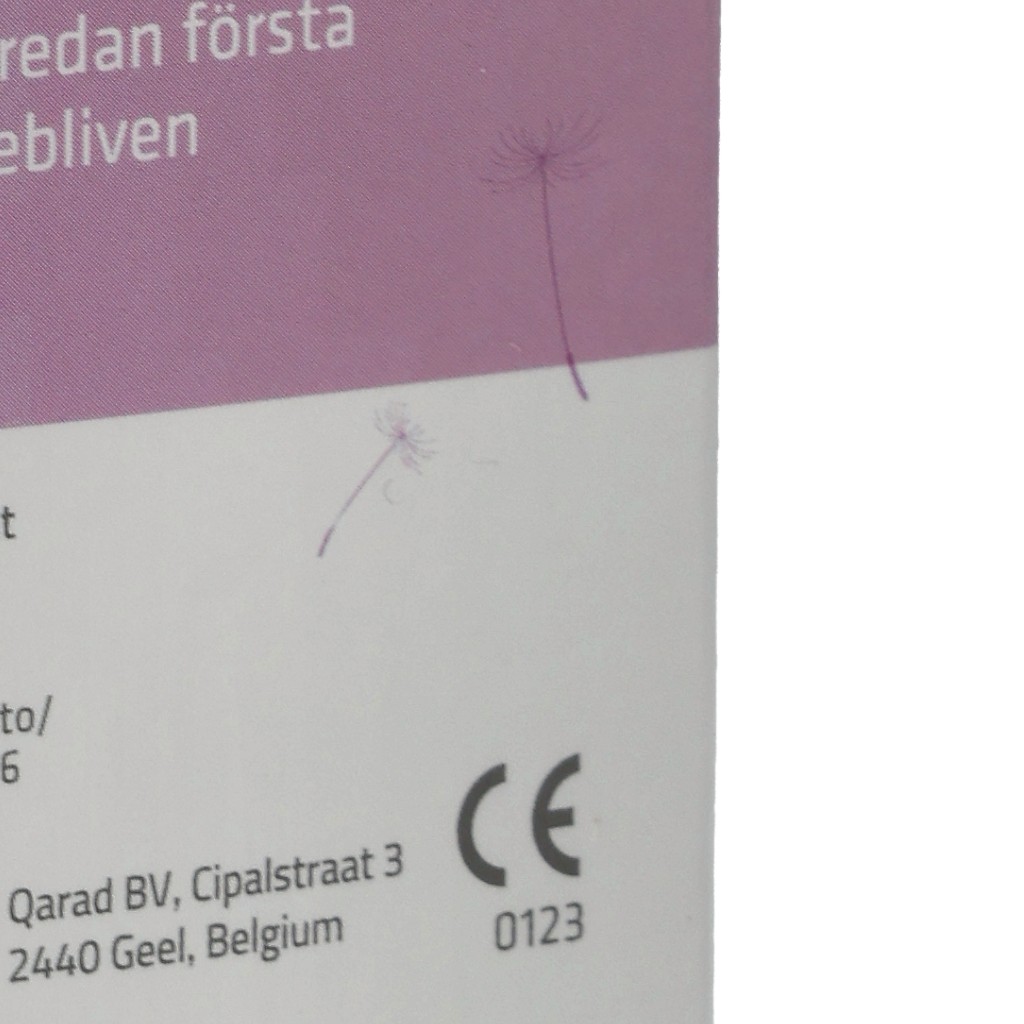 redan första
ebliven
t
to/
6
Qarad BV, Cipalstraat 3
2440 Geel, Belgium
CE
0123